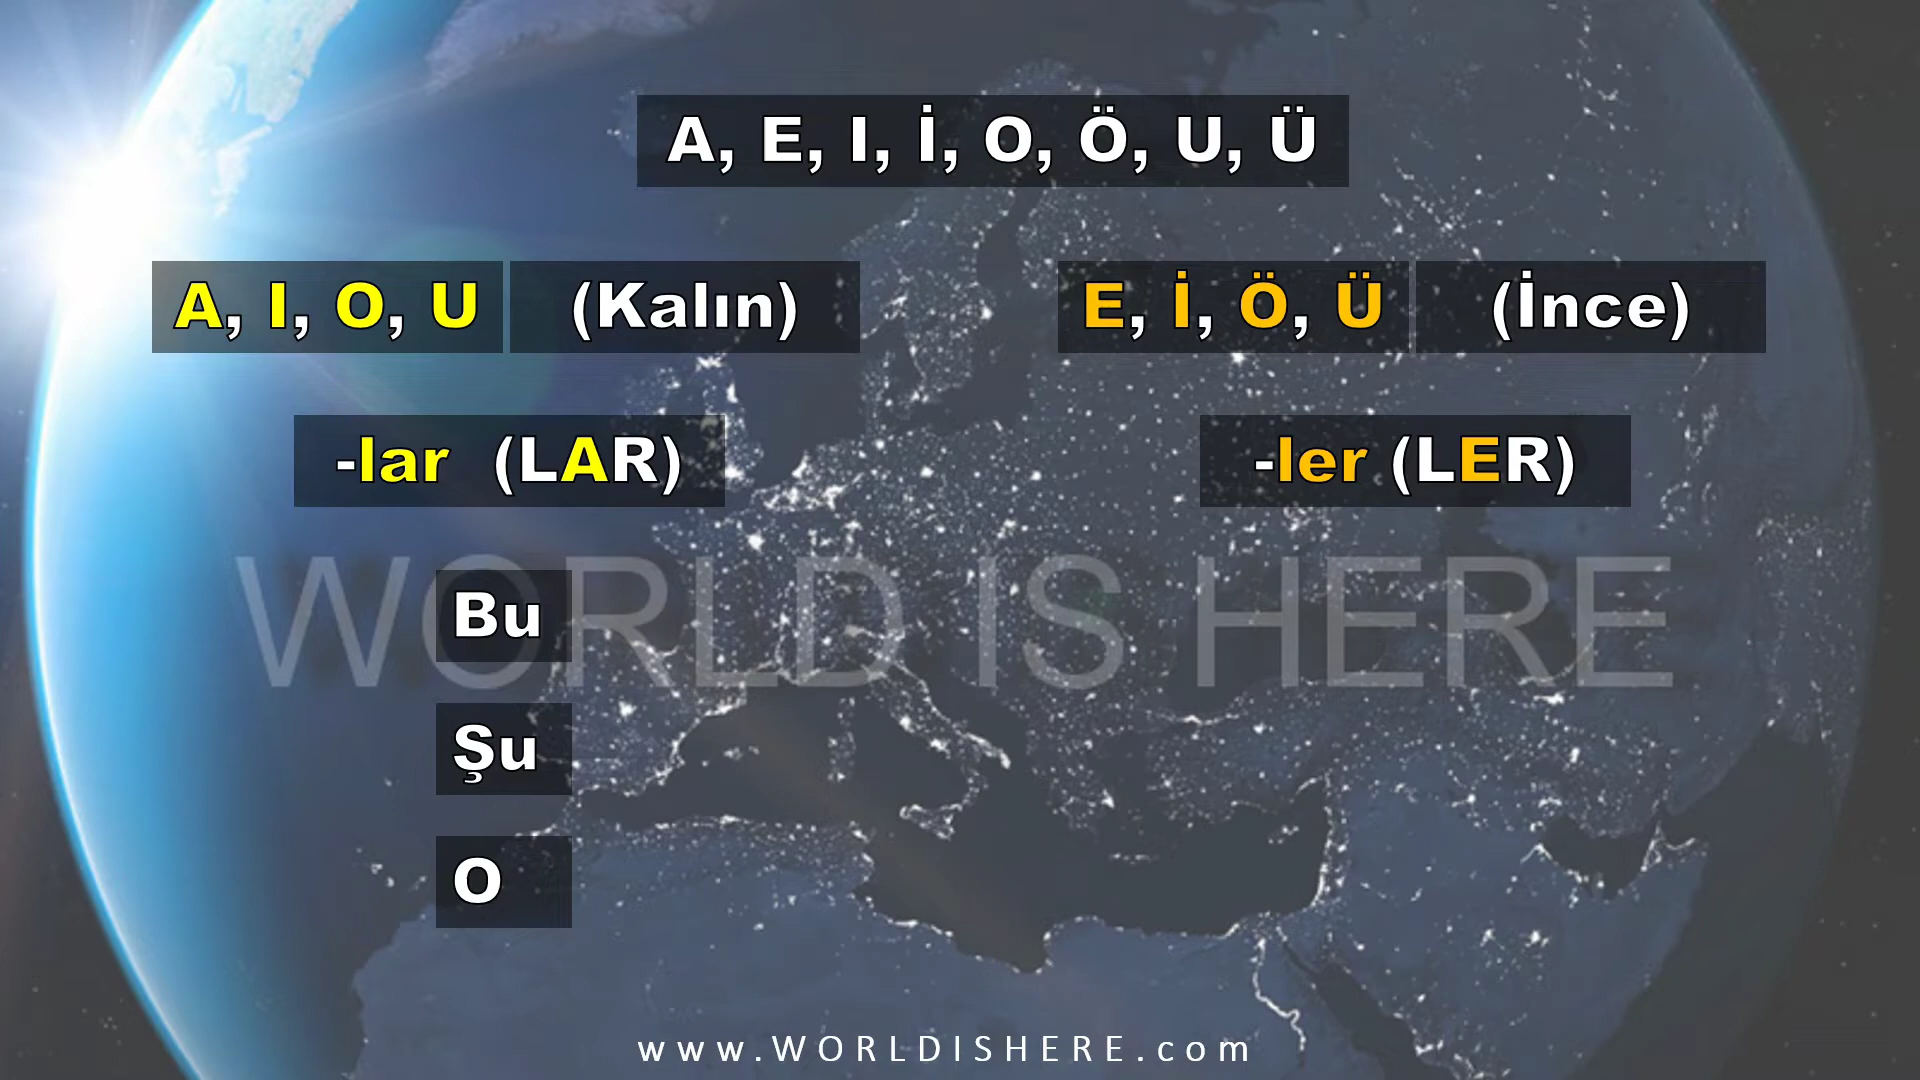 A, E, I, İ, O, Ö, U, Ü
A, I, O, U (Kalın)
E, İ, Ö, Ü (İnce)
-lar (LAR)
-ler (LER)
WORLD IS HERE
Bu
Şu
O
www.WORLDISHERE.com